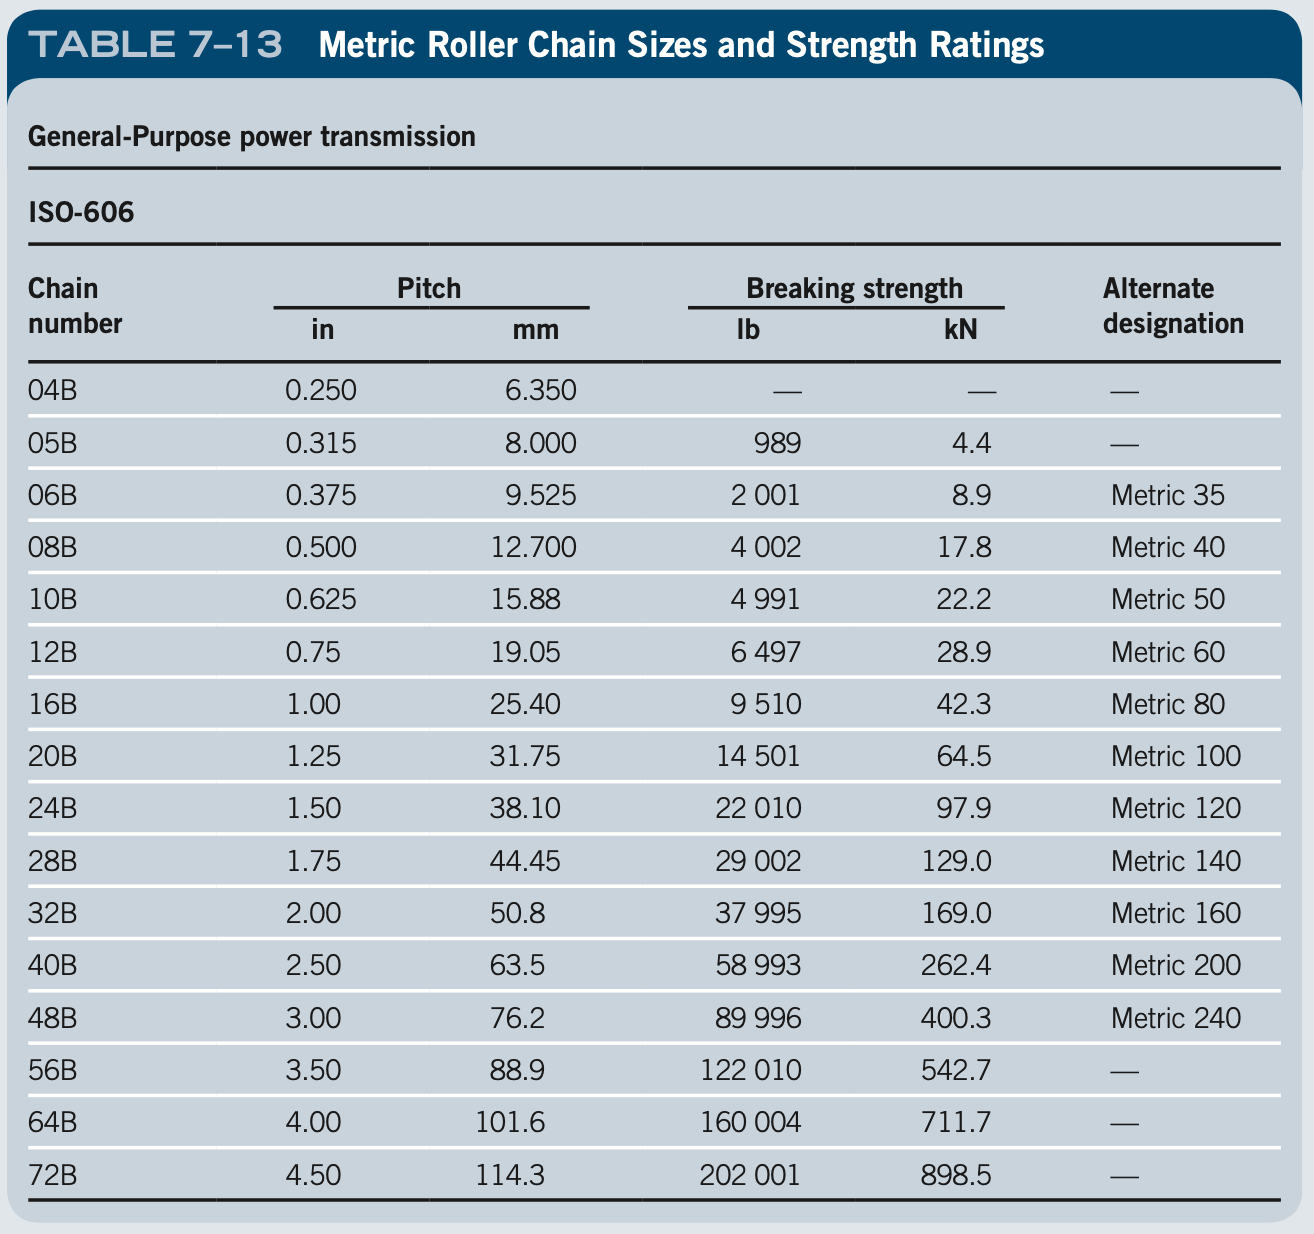 TABLE 7–13 Metric Roller Chain Sizes and Strength Ratings
General-Purpose power transmission
ISO-606
Chain number Pitch Breaking strength Alternate designation
in mm lb kN
04B 0.250 6.350 — — —
05B 0.315 8.000 989 4.4 —
06B 0.375 9.525 2 001 8.9 Metric 35
08B 0.500 12.700 4 002 17.8 Metric 40
10B 0.625 15.88 4 991 22.2 Metric 50
12B 0.75 19.05 6 497 28.9 Metric 60
16B 1.00 25.40 9 510 42.3 Metric 80
20B 1.25 31.75 14 501 64.5 Metric 100
24B 1.50 38.10 22 010 97.9 Metric 120
28B 1.75 44.45 29 002 129.0 Metric 140
32B 2.00 50.8 37 995 169.0 Metric 160
40B 2.50 63.5 58 993 262.4 Metric 200
48B 3.00 76.2 89 996 400.3 Metric 240
56B 3.50 88.9 122 010 542.7 —
64B 4.00 101.6 160 004 711.7 —
72B 4.50 114.3 202 001 898.5 —